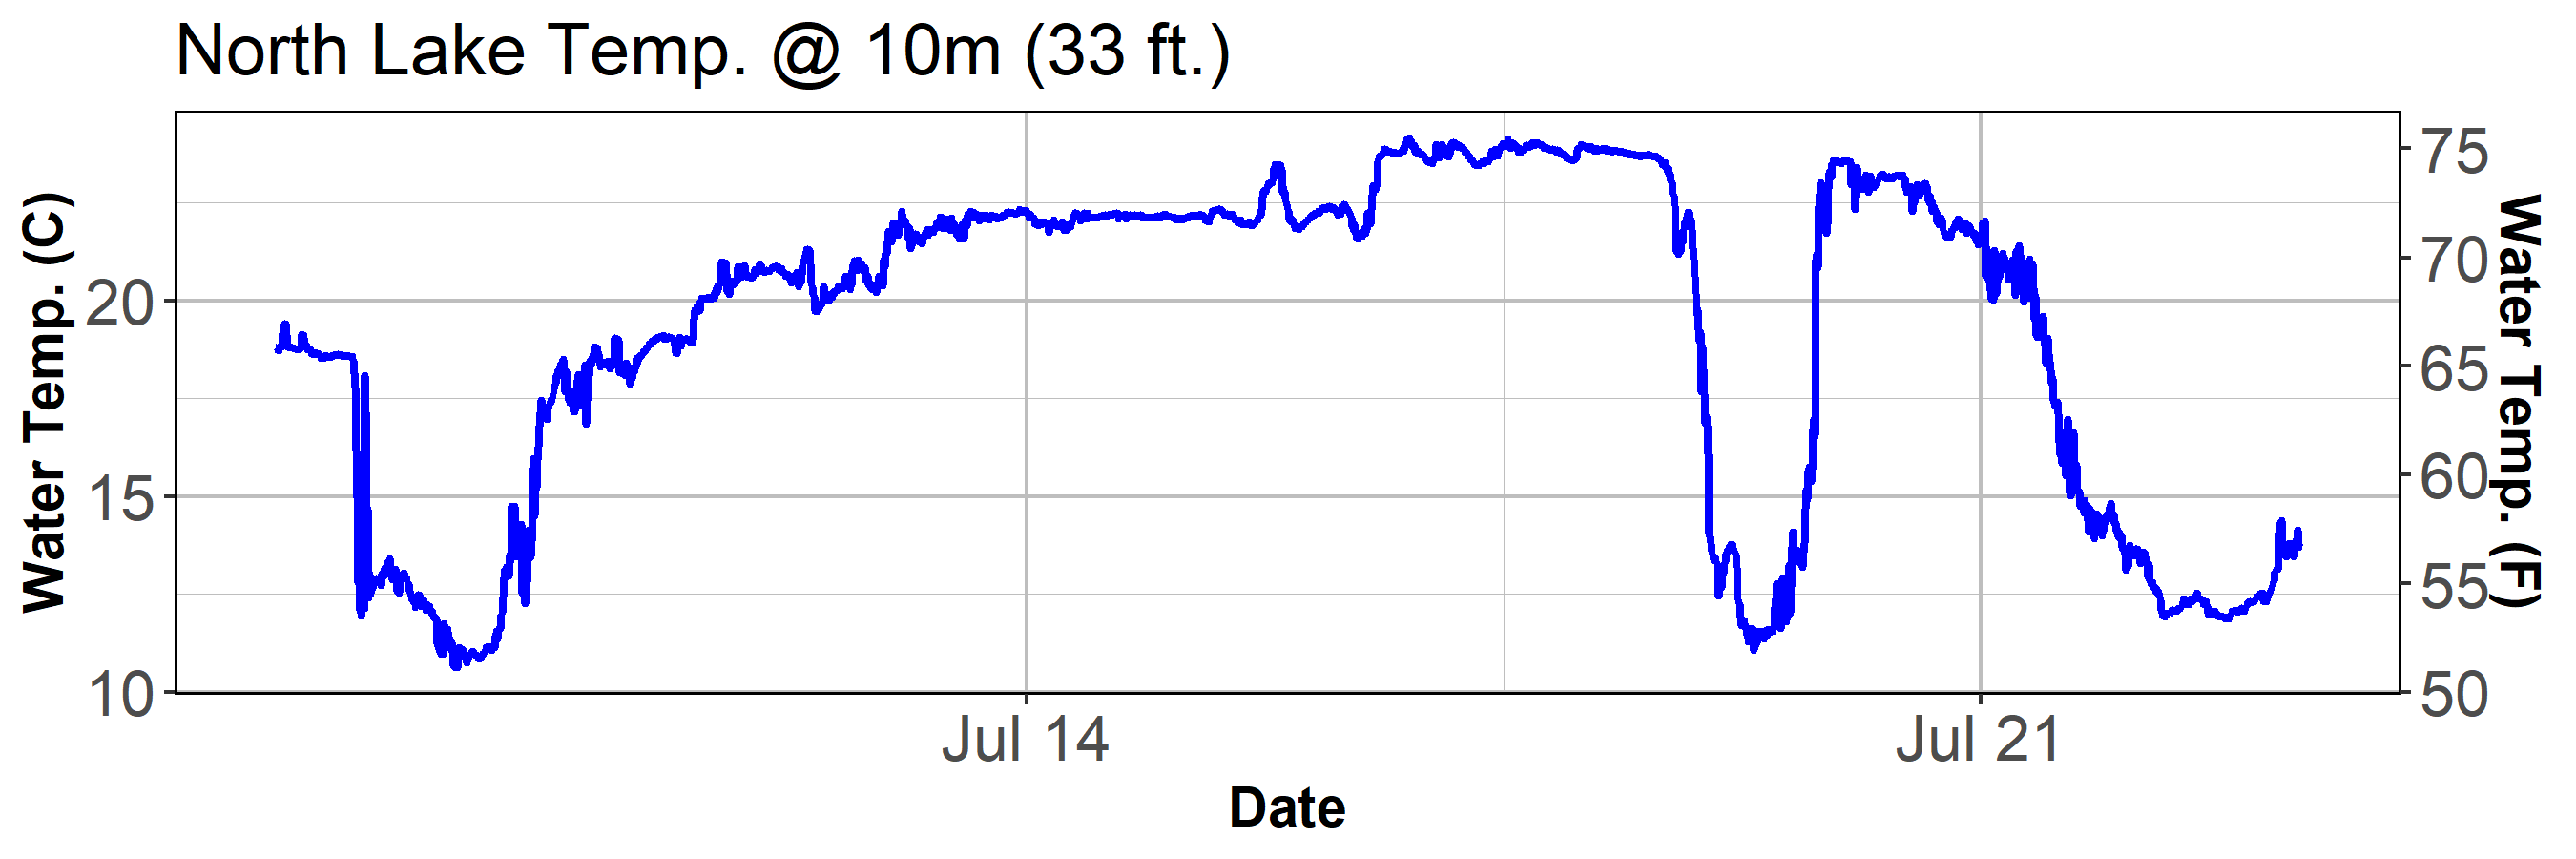 North Lake Temp. @ 10m (33 ft.)
Water Temp. (C)
20
15
10
75
70
65
60
55
50
Water Temp. (F)
Jul 14
Jul 21
Date